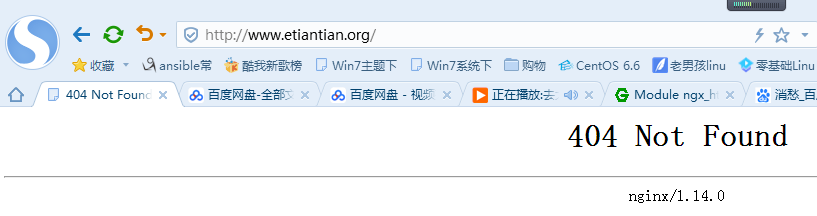 http://www.etiantian.org/
收藏 ansible常 酷我新歌榜 Win7主题下 Win7系统下 购物 CentOS 6.6 老男孩linu 零基础Linu
404 Not Found 百度网盘-全部文 百度网盘 - 视频 正在播放:去 Module ngx_ht 消愁_百
404 Not Found
nginx/1.14.0